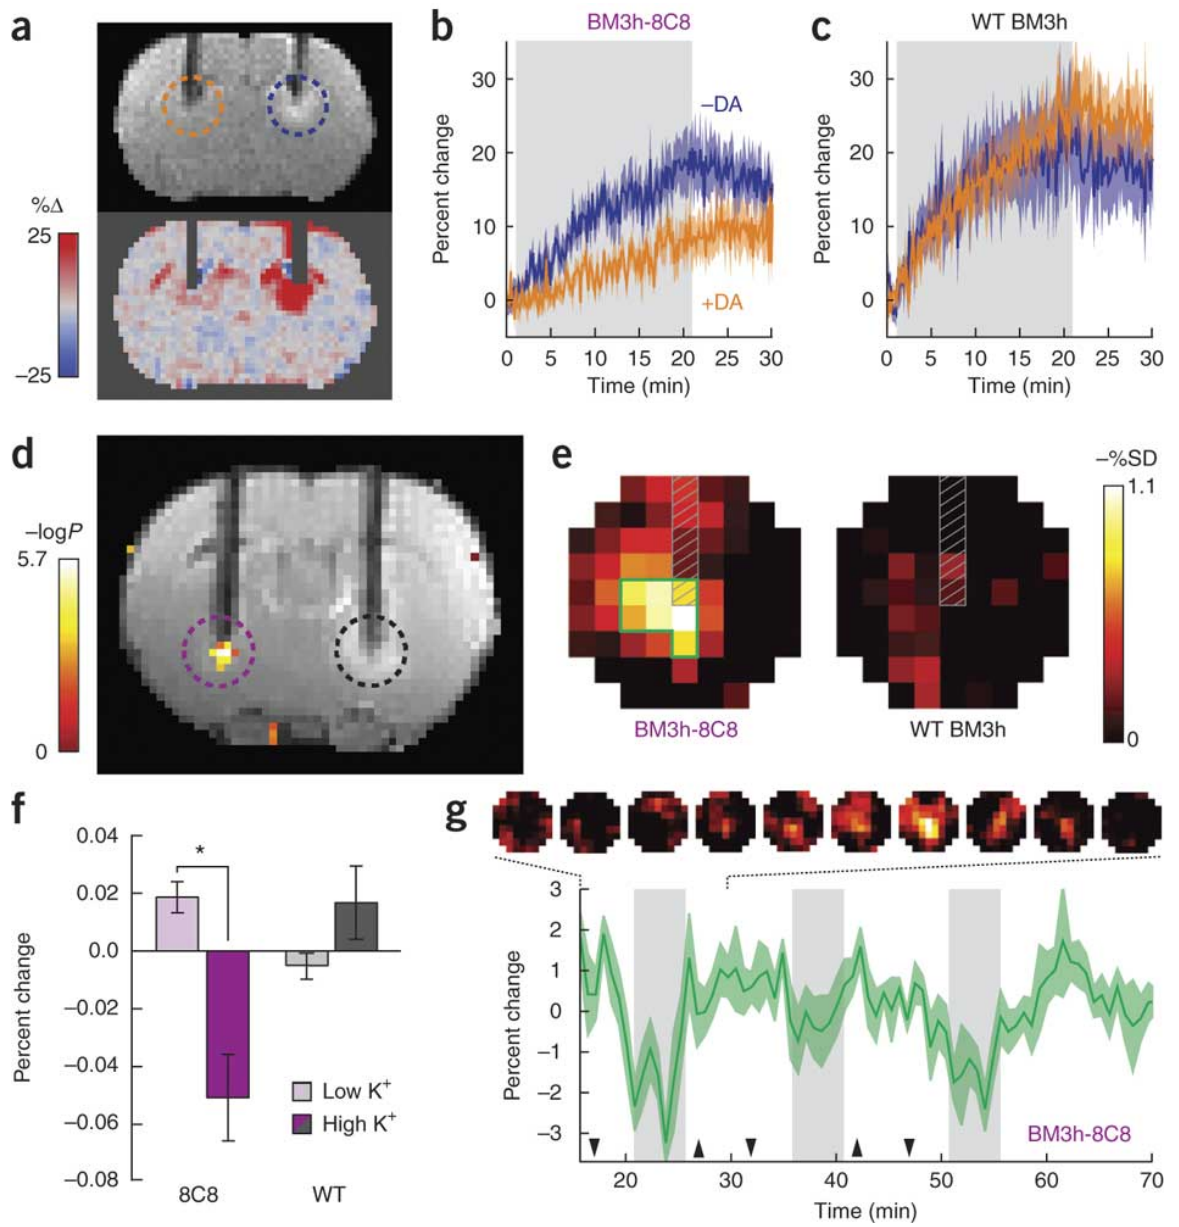 a
%Δ
25
−25
b
BM3h-8C8
Percent change
30
20
10
0
−DA
+DA
0 5 10 15 20 25 30
Time (min)
c
WT BM3h
Percent change
30
20
10
0
0 5 10 15 20 25 30
Time (min)
d
−logP
5.7
0
e
−%SD
1.1
0
BM3h-8C8
WT BM3h
f
Percent change
0.04
0.02
0.0
−0.02
−0.04
−0.06
−0.08
*
Low K+
High K+
8C8 WT
g
Percent change
3
2
1
0
−1
−2
−3
BM3h-8C8
20 30 40 50 60 70
Time (min)